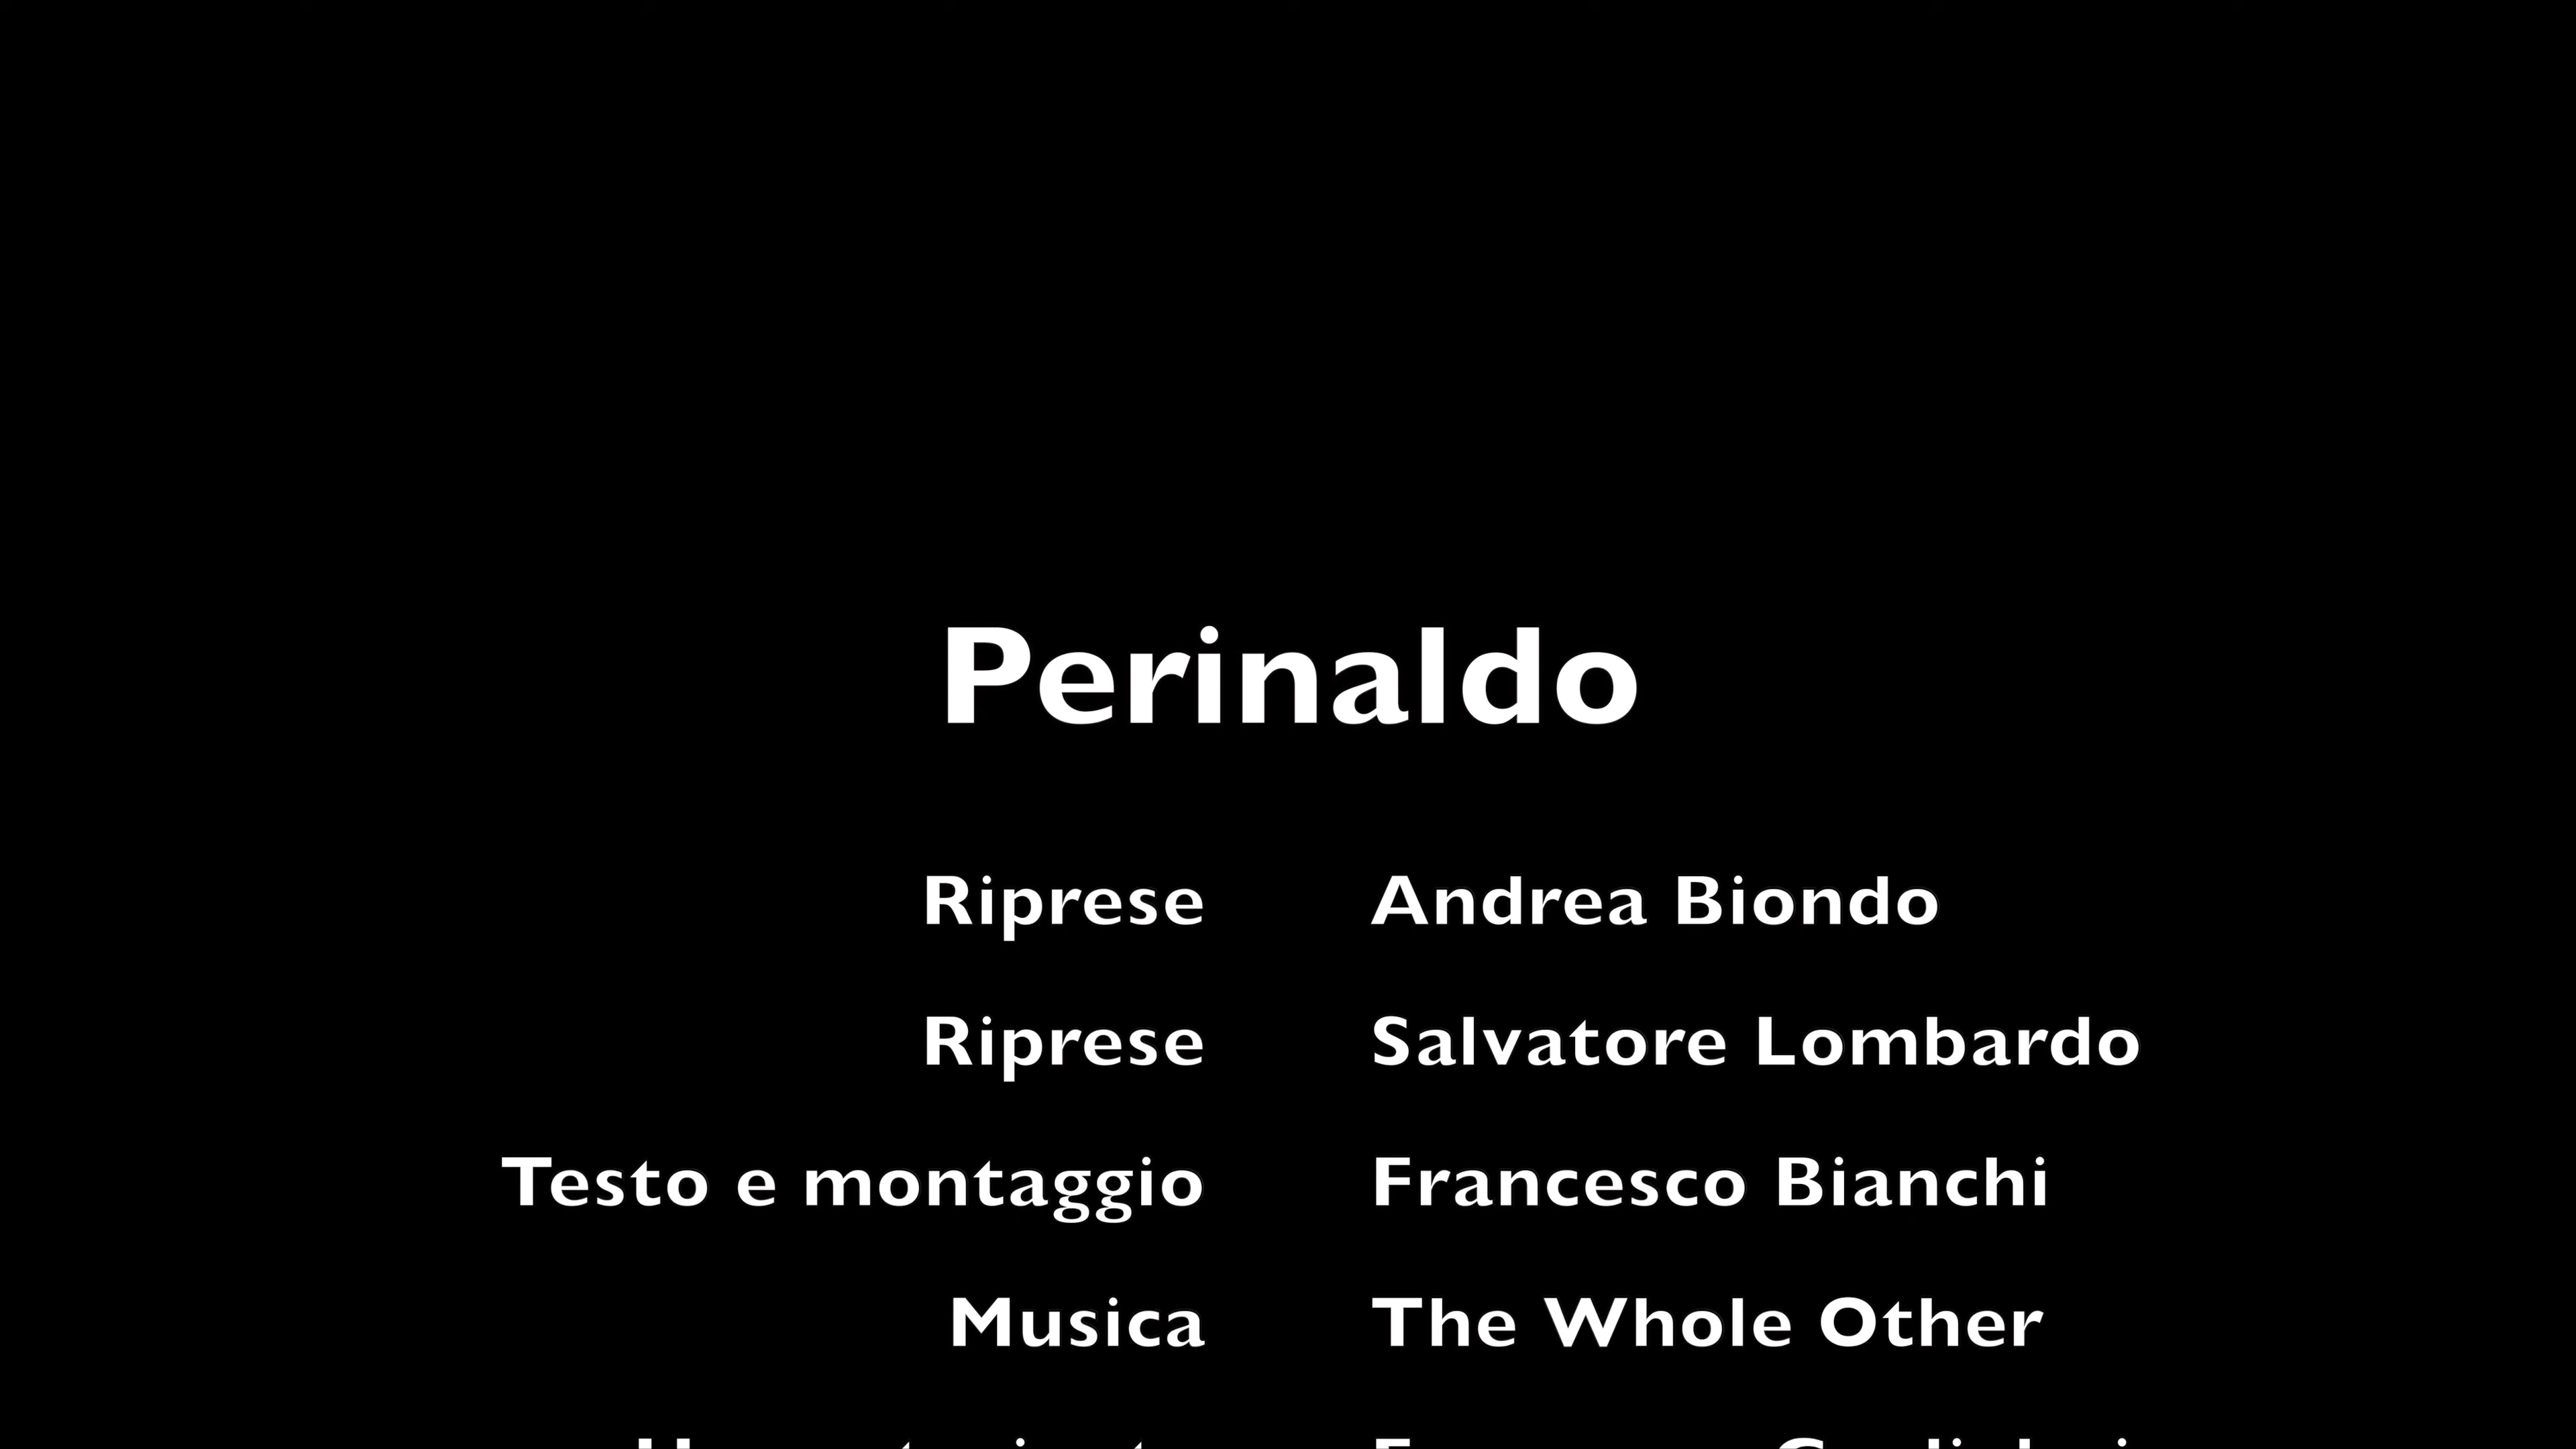 Perinaldo
Riprese Andrea Biondo
Riprese Salvatore Lombardo
Testo e montaggio Francesco Bianchi
Musica The Whole Other